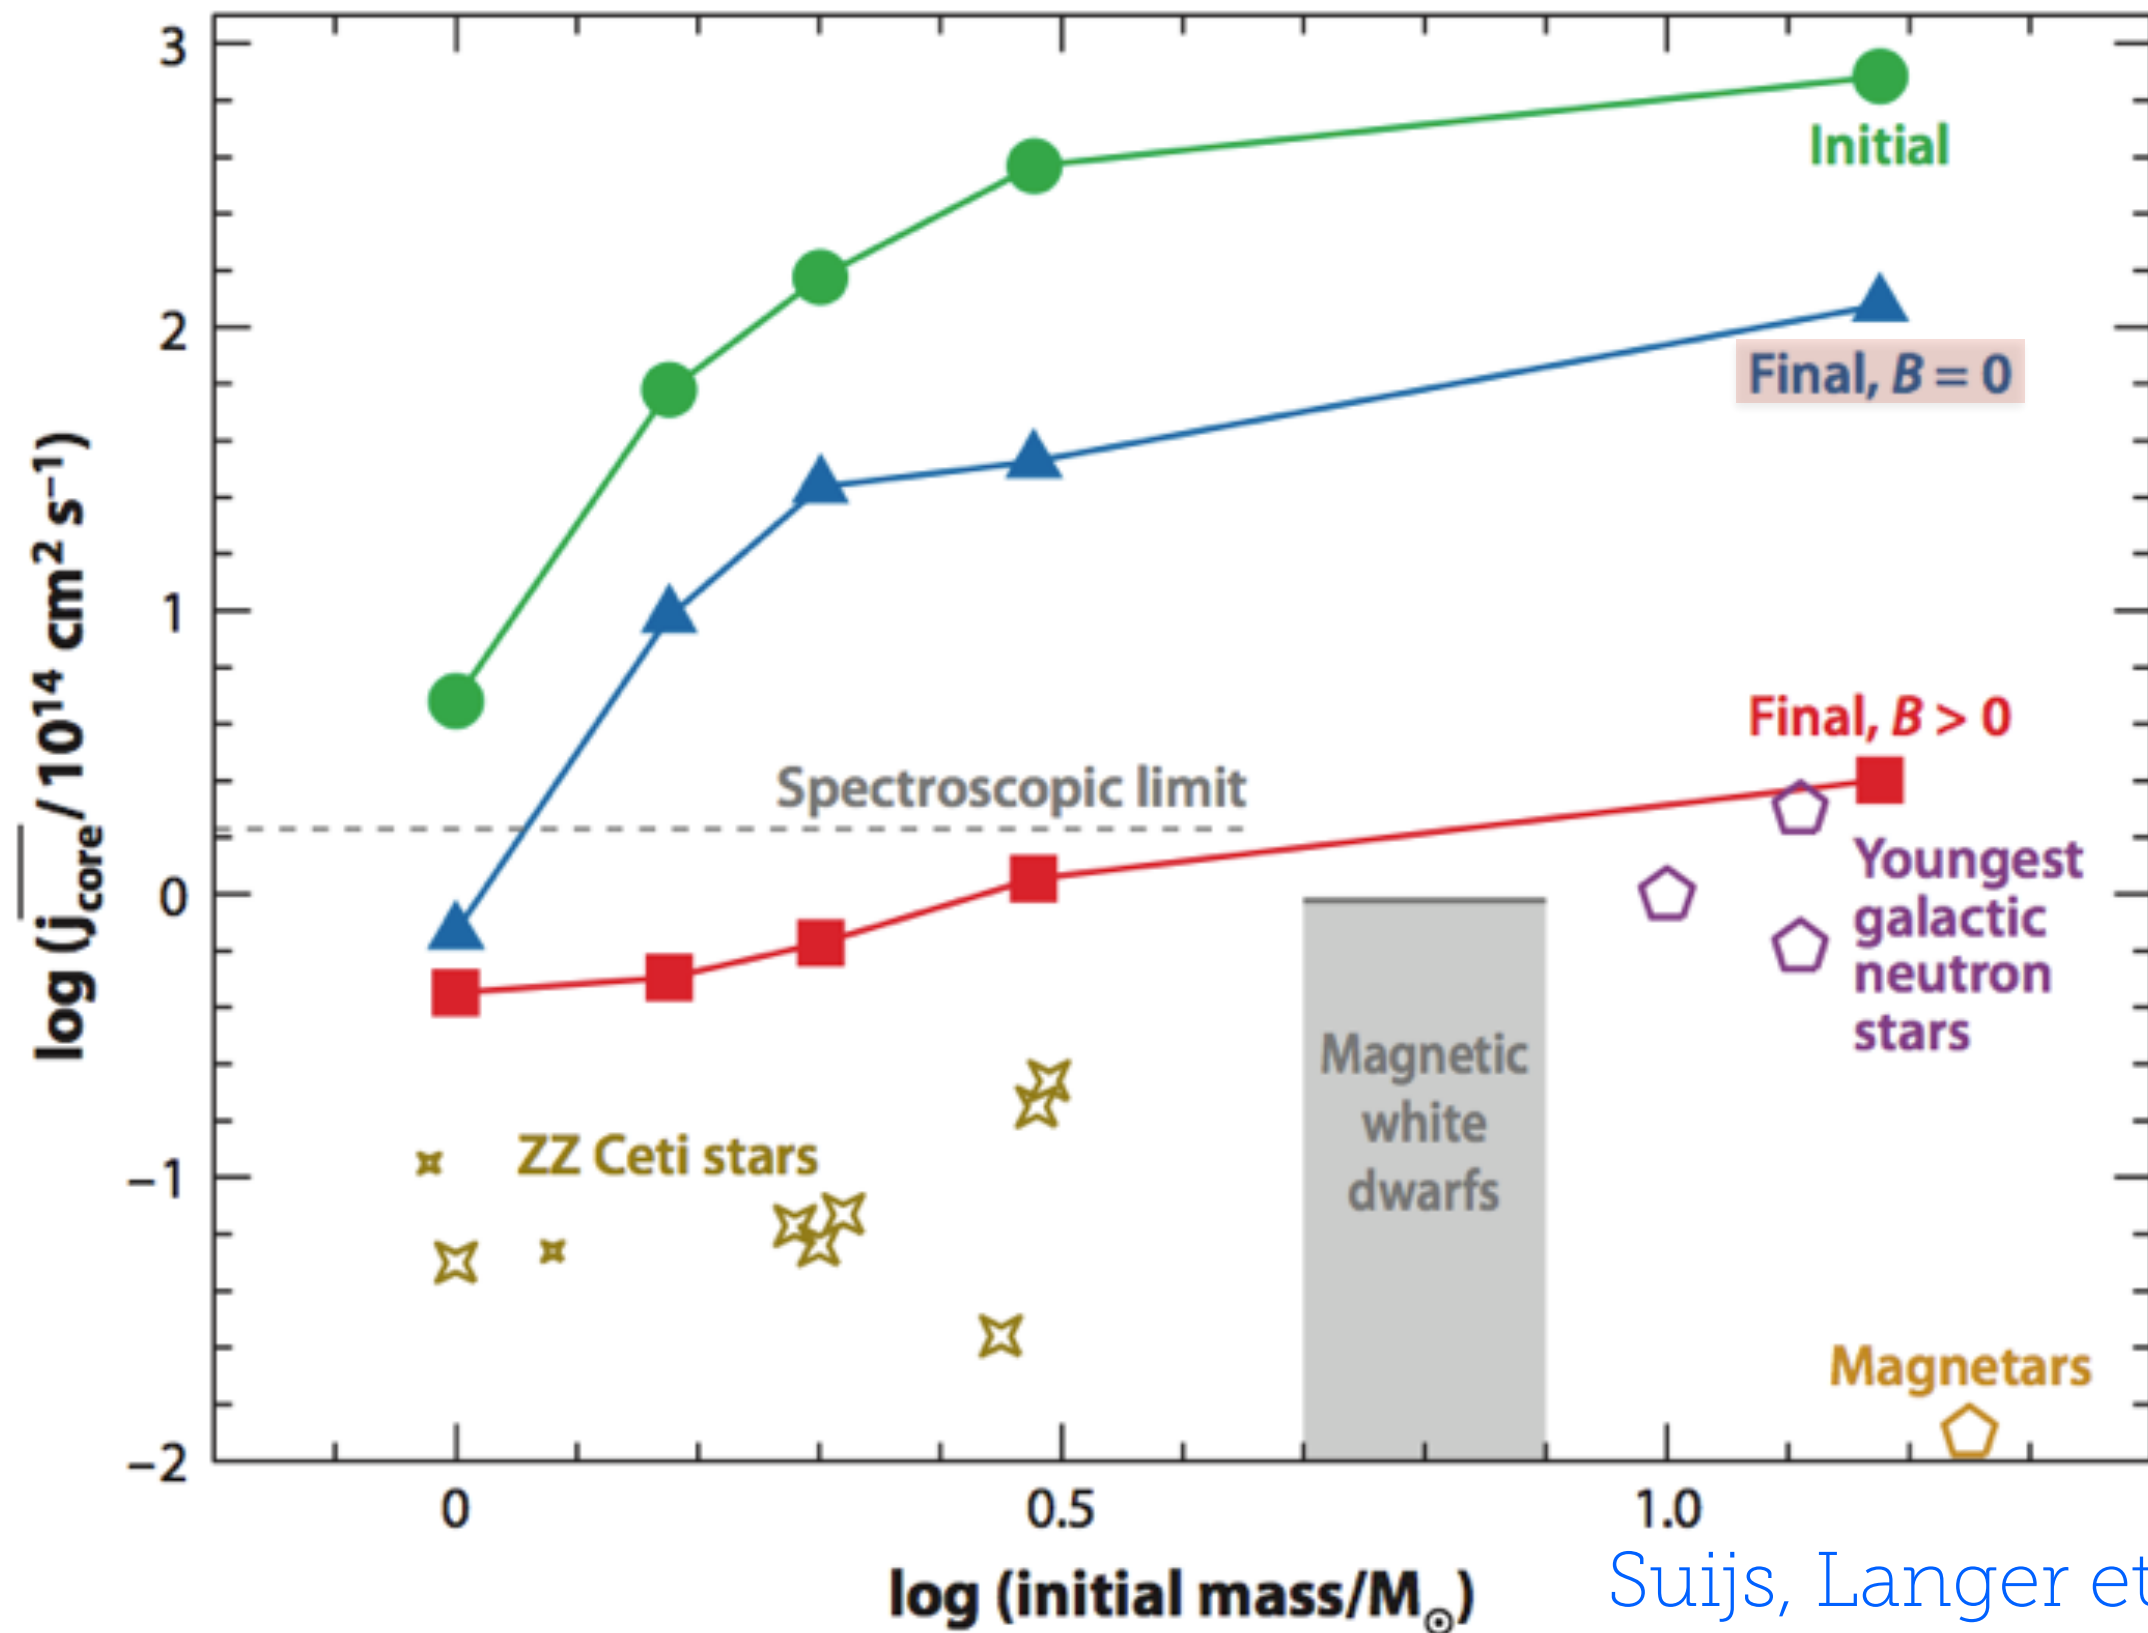 3
2
1
0
−1
−2
log (j̅core / 10¹⁴ cm² s⁻¹)
Initial
Final, B = 0
Final, B > 0
Spectroscopic limit
Youngest
galactic
neutron
stars
Magnetic
white
dwarfs
ZZ Ceti stars
Magnetars
0
0.5
1.0
log (initial mass/M⊙)
Suijs, Langer et